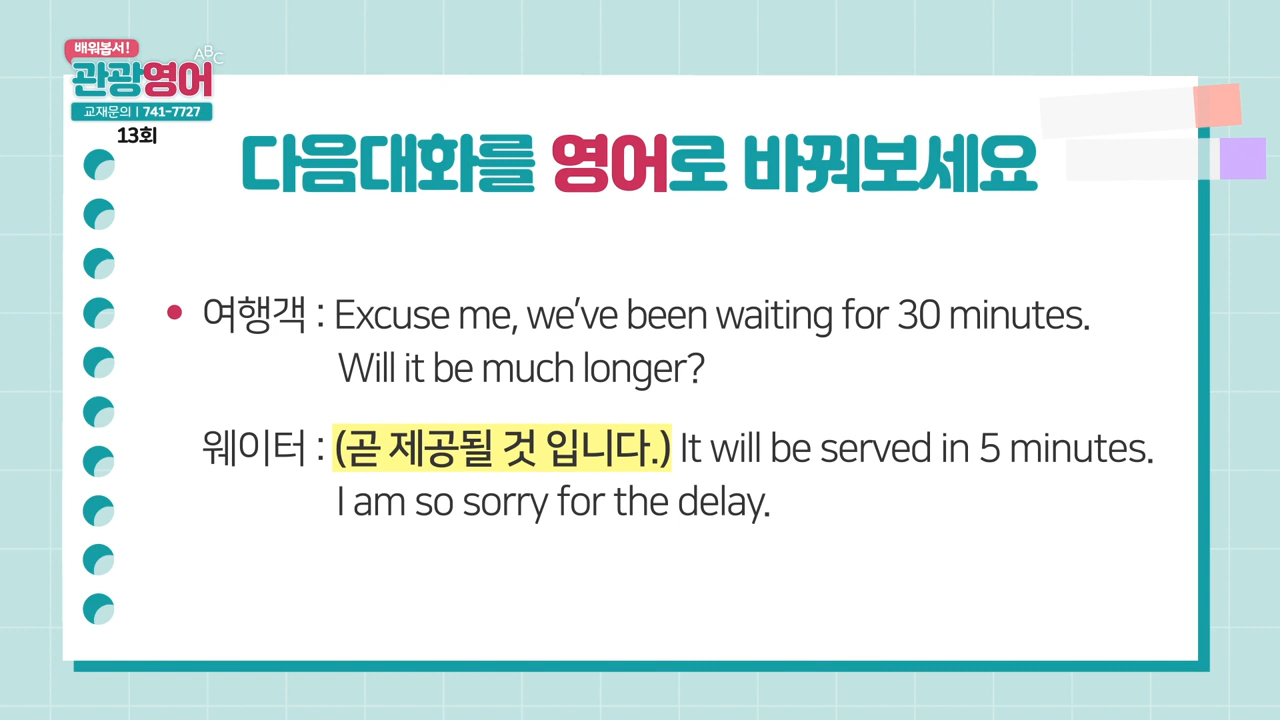 배워봅서!
ABC
관광영어
교재문의 | 741-7727
13회
다음대화를 영어로 바꿔보세요
여행객 : Excuse me, we've been waiting for 30 minutes.
Will it be much longer?
웨이터 : (곧 제공될 것 입니다.) It will be served in 5 minutes.
I am so sorry for the delay.